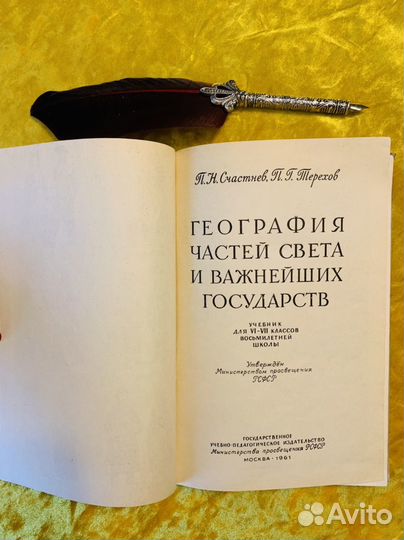 П. Н. Счастнев, П. Г. Терехов
ГЕОГРАФИЯ
ЧАСТЕЙ СВЕТА
И ВАЖНЕЙШИХ
ГОСУДАРСТВ
УЧЕБНИК
ДЛЯ VI-VII КЛАССОВ
ВОСЬМИЛЕТНЕЙ
ШКОЛЫ
Утверждён
Министерством просвещения
РСФСР
ГОСУДАРСТВЕННОЕ
УЧЕБНО-ПЕДАГОГИЧЕСКОЕ ИЗДАТЕЛЬСТВО
Министерства просвещения РСФСР
МОСКВА - 1961
Avito